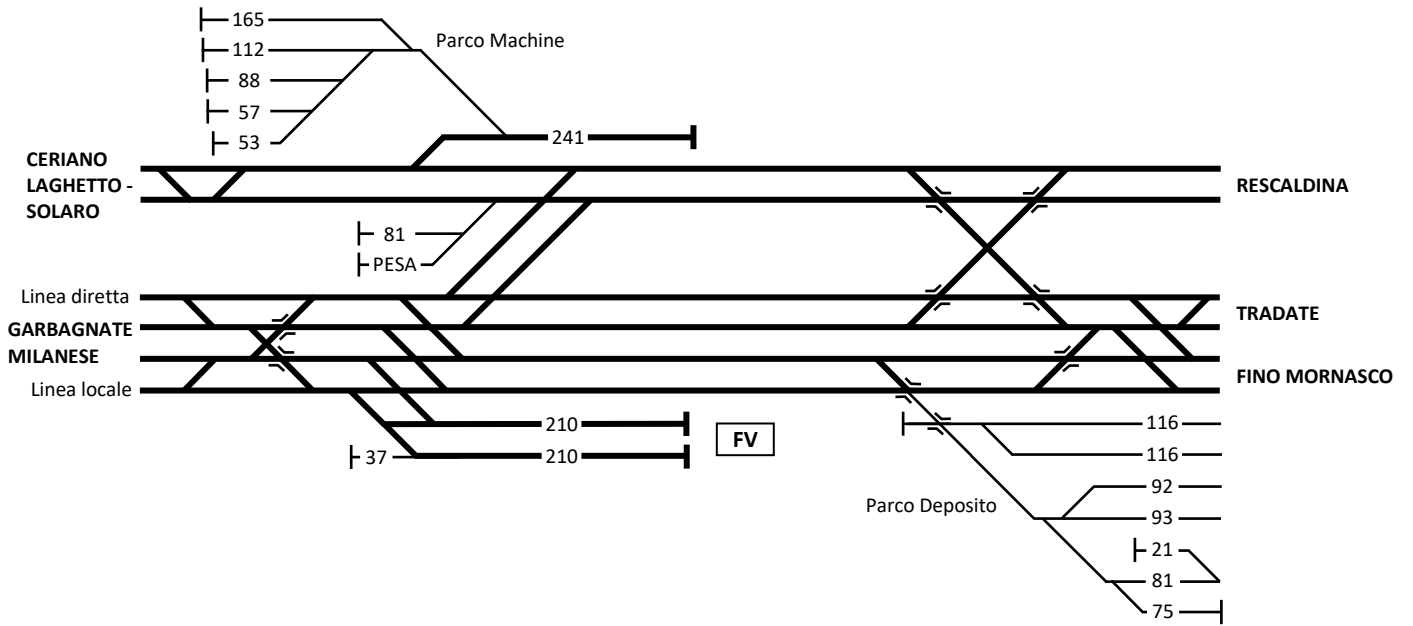 165
112
Parco Machine
88
57
53
241
CERIANO
LAGHETTO -
SOLARO
RESCALDINA
81
PESA
Linea diretta
GARBAGNATE
MILANESE
Linea locale
TRADATE
FINO MORNASCO
210
210
37
FV
116
116
Parco Deposito
92
93
21
81
75